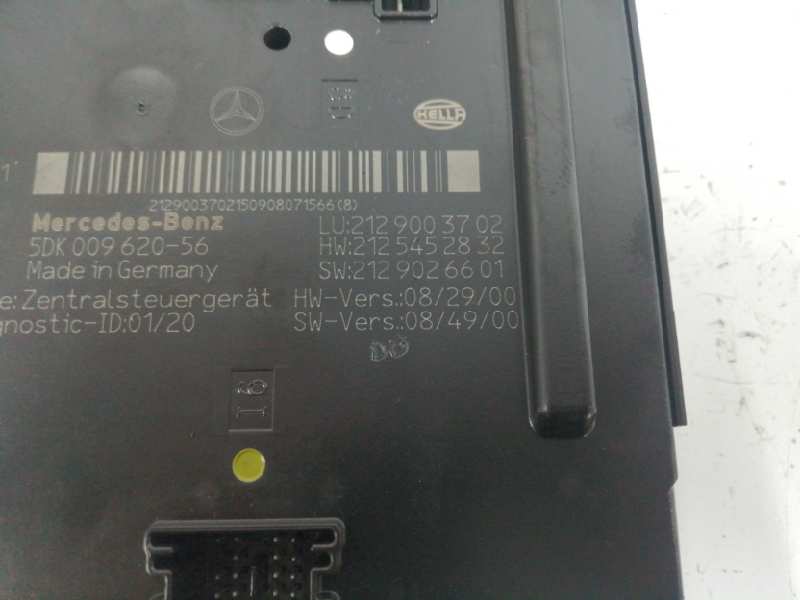 HELLA
2129003702150908071566(8)
Mercedes-Benz LU:212 900 37 02
5DK 009 620-56 HW:212 545 28 32
Made in Germany SW:212 902 66 01
e:Zentralsteuergerät HW-Vers.:08/29/00
gnostic-ID:01/20 SW-Vers.:08/49/00